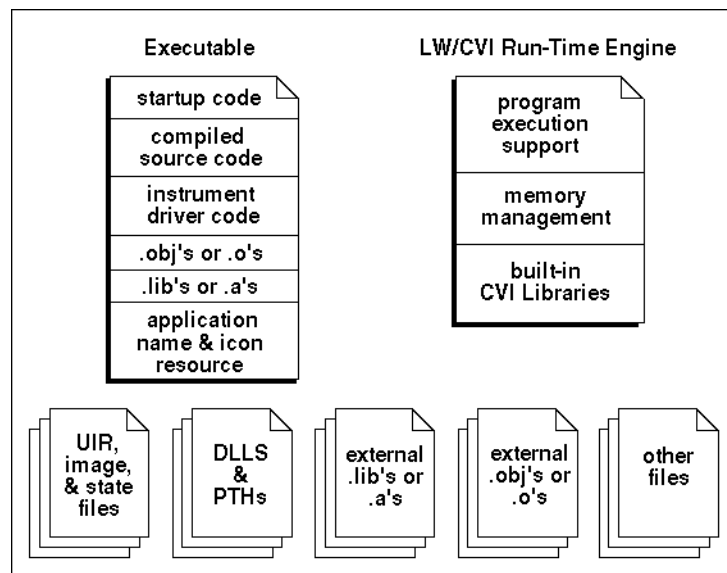 Executable
startup code
compiled
source code
instrument
driver code
.obj's or .o's
.lib's or .a's
application
name & icon
resource
LW/CVI Run-Time Engine
program
execution
support
memory
management
built-in
CVI Libraries
UIR,
image,
& state
files
DLLS
&
PTHs
external
.lib's or
.a's
external
.obj's or
.o's
other
files